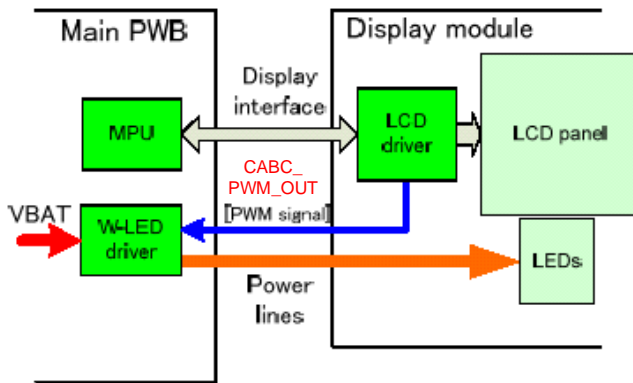 Main PWB
Display module
Display
interface
MPU
LCD
driver
LCD panel
CABC_
PWM_OUT
[PWM signal]
VBAT
W-LED
driver
LEDs
Power
lines